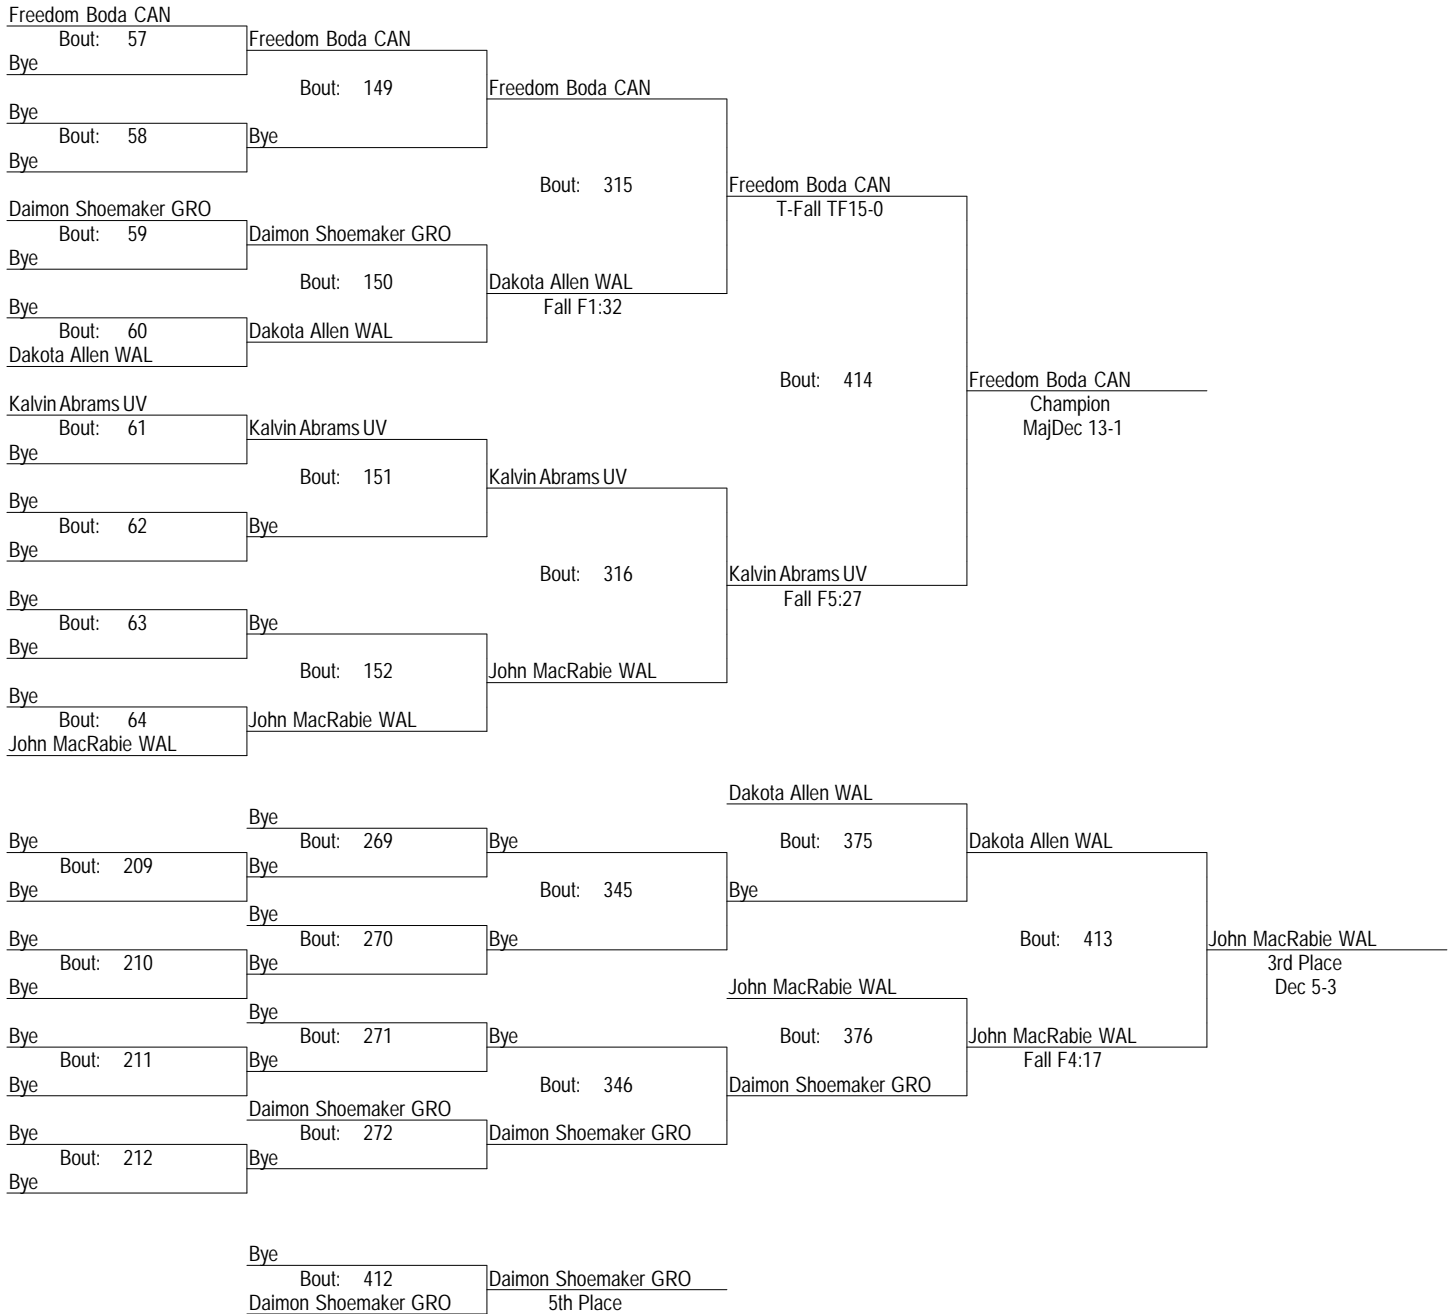 Freedom Boda CAN
Bout: 57 Freedom Boda CAN
Bye
Bout: 149 Freedom Boda CAN
Bye
Bout: 58 Bye
Bye
Bout: 315 Freedom Boda CAN
Daimon Shoemaker GRO T-Fall TF15-0
Bout: 59 Daimon Shoemaker GRO
Bye
Bout: 150 Dakota Allen WAL
Bye Fall F1:32
Bout: 60 Dakota Allen WAL
Dakota Allen WAL
Bout: 414 Freedom Boda CAN
Kalvin Abrams UV Champion
Bout: 61 Kalvin Abrams UV MajDec 13-1
Bye
Bout: 151 Kalvin Abrams UV
Bye
Bout: 62 Bye
Bye
Bout: 316 Kalvin Abrams UV
Bye Fall F5:27
Bout: 63 Bye
Bye
Bout: 152 John MacRabie WAL
Bye
Bout: 64 John MacRabie WAL
John MacRabie WAL
Dakota Allen WAL
Bye
Bye Bout: 269 Bye Bout: 375 Dakota Allen WAL
Bout: 209 Bye
Bye Bout: 345 Bye
Bye
Bye Bout: 270 Bye Bout: 413 John MacRabie WAL
Bout: 210 Bye 3rd Place
Bye John MacRabie WAL Dec 5-3
Bye
Bye Bout: 271 Bye Bout: 376 John MacRabie WAL
Bout: 211 Bye Fall F4:17
Bye Bout: 346 Daimon Shoemaker GRO
Daimon Shoemaker GRO
Bye Bout: 272 Daimon Shoemaker GRO
Bout: 212 Bye
Bye
Bye
Bout: 412 Daimon Shoemaker GRO
Daimon Shoemaker GRO 5th Place